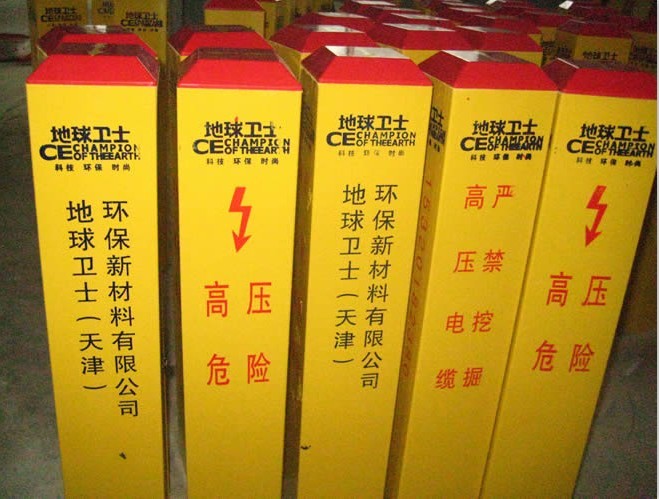 地球卫士
CE CHAMPION
OF THEEARTH
科技 环保 时尚
地球卫士(天津)
环保新材料有限公司
地球卫士
CE CHAMPION
OF THEEARTH
科技 环保 时尚
高压
危险
地球卫士
CE CHAMPION
OF THEEARTH
科技 环保 时尚
地球卫士(天津)
环保新材料有限公司
地球卫士
CE CHAMPION
OF THEEARTH
科技 环保 时尚
高压电缆
严禁挖掘
地球卫士
CE CHAMPION
OF THEEARTH
科技 环保 时尚
高压
危险